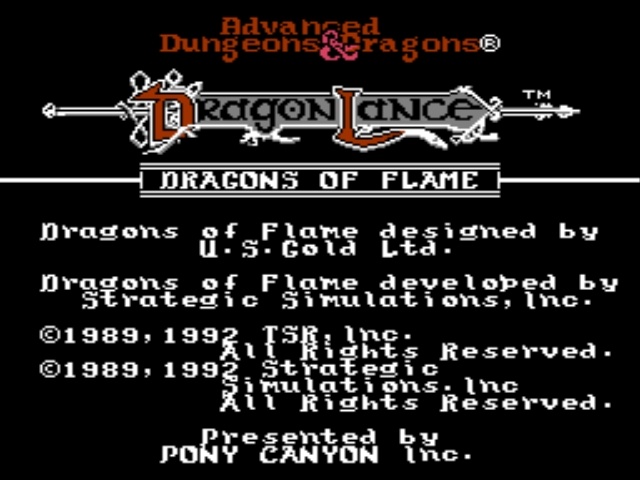 Advanced
Dungeons & Dragons®
DRAGONLANCE ™
DRAGONS OF FLAME
Dragons of Flame designed by
U.S.Gold Ltd.
Dragons of Flame developed by
Strategic Simulations,Inc.
©1989,1992 TSR,Inc.
All Rights Reserved.
©1989,1992 Strategic
Simulations.Inc
All Rights Reserved.
Presented by
PONY CANYON Inc.